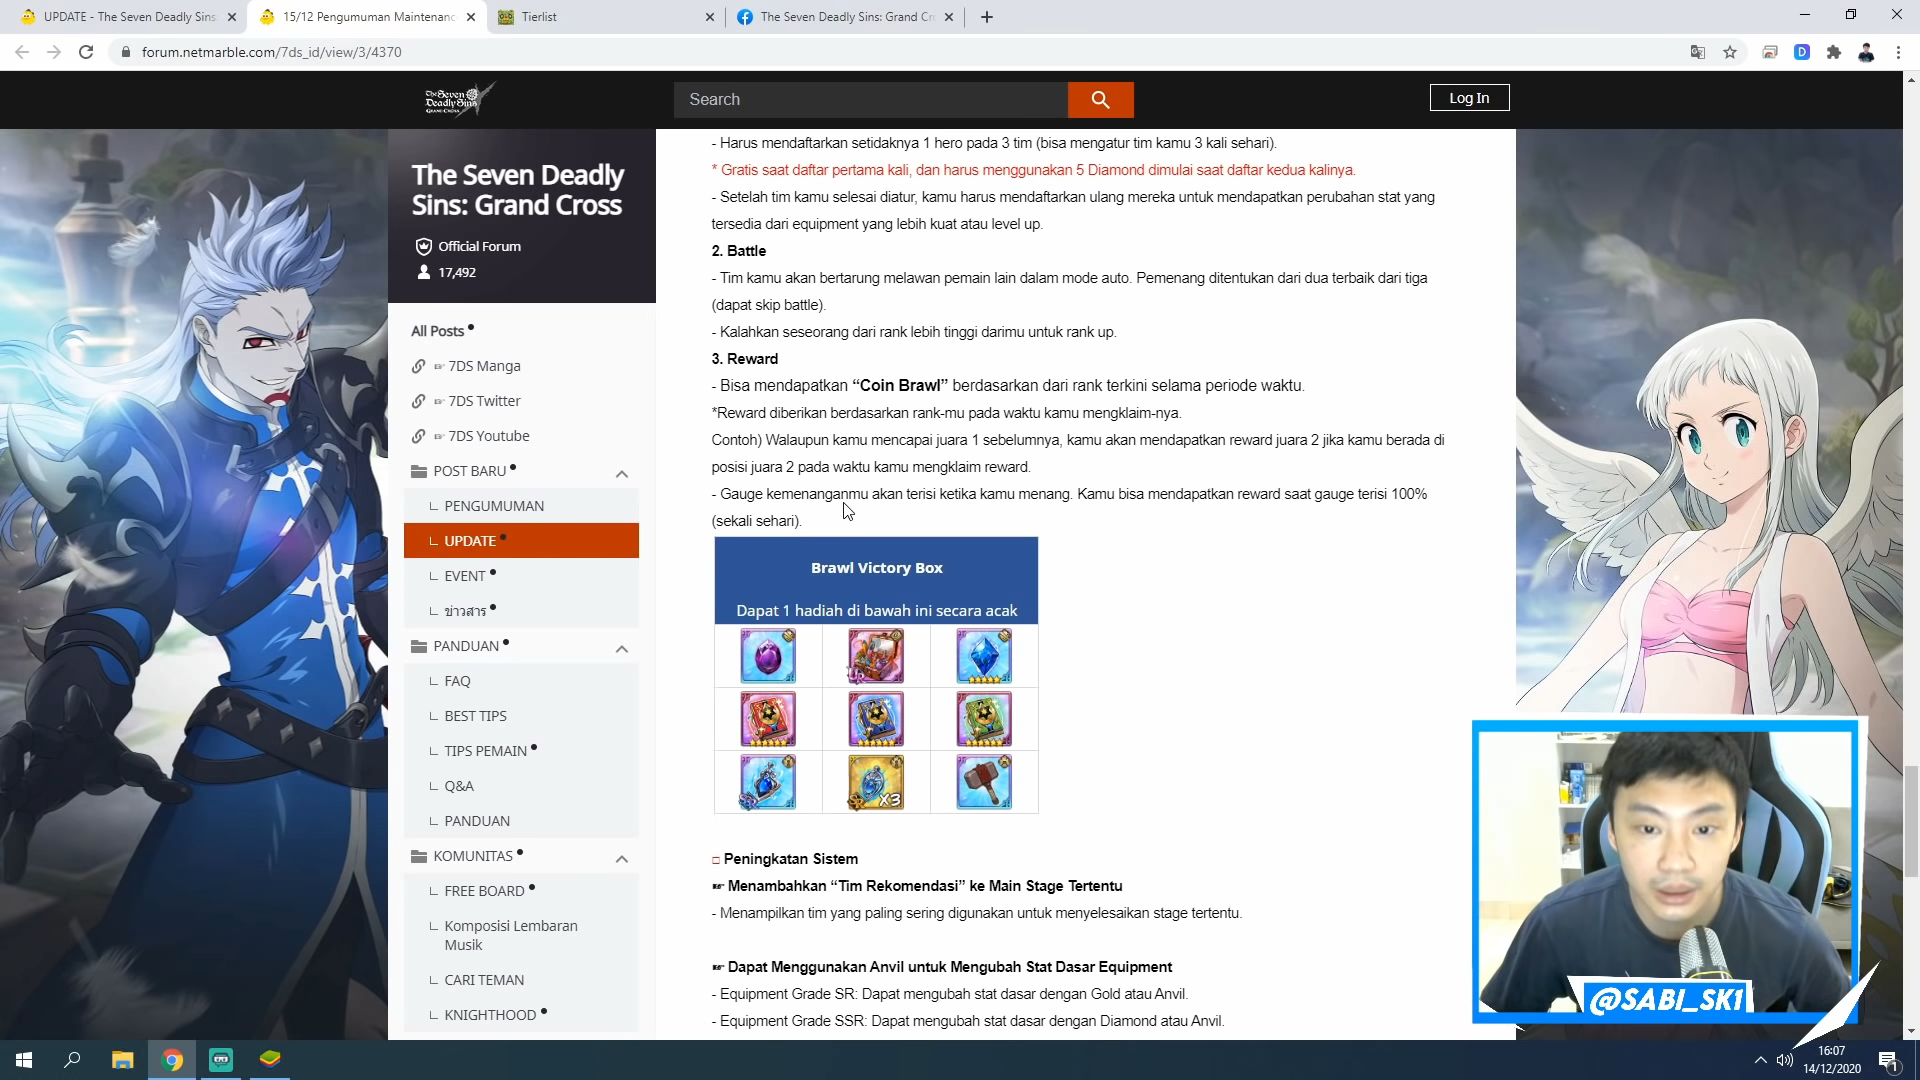 UPDATE - The Seven Deadly Sins
15/12 Pengumuman Maintenanc
Tierlist
The Seven Deadly Sins: Grand Cr
forum.netmarble.com/7ds_id/view/3/4370
The Seven
Deadly Sins
GRAND CROSS
Search
Log In
The Seven Deadly
Sins: Grand Cross
Official Forum
17,492
All Posts
7DS Manga
7DS Twitter
7DS Youtube
POST BARU
PENGUMUMAN
UPDATE
EVENT
ข่าวสาร
PANDUAN
FAQ
BEST TIPS
TIPS PEMAIN
Q&A
PANDUAN
KOMUNITAS
FREE BOARD
Komposisi Lembaran
Musik
CARI TEMAN
KNIGHTHOOD
- Harus mendaftarkan setidaknya 1 hero pada 3 tim (bisa mengatur tim kamu 3 kali sehari).
* Gratis saat daftar pertama kali, dan harus menggunakan 5 Diamond dimulai saat daftar kedua kalinya.
- Setelah tim kamu selesai diatur, kamu harus mendaftarkan ulang mereka untuk mendapatkan perubahan stat yang
tersedia dari equipment yang lebih kuat atau level up.
2. Battle
- Tim kamu akan bertarung melawan pemain lain dalam mode auto. Pemenang ditentukan dari dua terbaik dari tiga
(dapat skip battle).
- Kalahkan seseorang dari rank lebih tinggi darimu untuk rank up.
3. Reward
- Bisa mendapatkan “Coin Brawl” berdasarkan dari rank terkini selama periode waktu.
*Reward diberikan berdasarkan rank-mu pada waktu kamu mengklaim-nya.
Contoh) Walaupun kamu mencapai juara 1 sebelumnya, kamu akan mendapatkan reward juara 2 jika kamu berada di
posisi juara 2 pada waktu kamu mengklaim reward.
- Gauge kemenanganmu akan terisi ketika kamu menang. Kamu bisa mendapatkan reward saat gauge terisi 100%
(sekali sehari).
Brawl Victory Box
Dapat 1 hadiah di bawah ini secara acak
X3
□ Peningkatan Sistem
☞ Menambahkan “Tim Rekomendasi” ke Main Stage Tertentu
- Menampilkan tim yang paling sering digunakan untuk menyelesaikan stage tertentu.
☞ Dapat Menggunakan Anvil untuk Mengubah Stat Dasar Equipment
- Equipment Grade SR: Dapat mengubah stat dasar dengan Gold atau Anvil.
- Equipment Grade SSR: Dapat mengubah stat dasar dengan Diamond atau Anvil.
@SABI_SK1
16:07
14/12/2020
1